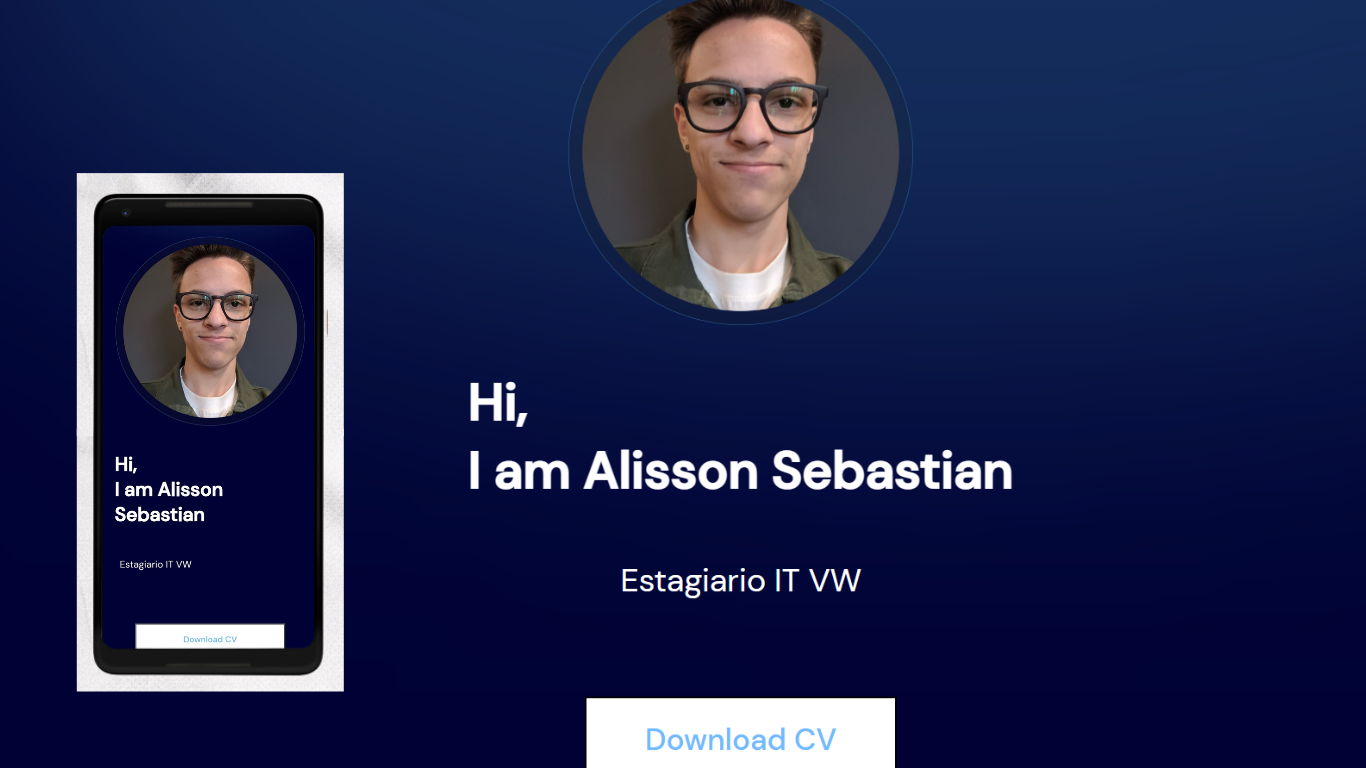 Hi,
I am Alisson
Sebastian
Estagiario IT VW
Download CV
Hi,
I am Alisson Sebastian
Estagiario IT VW
Download CV